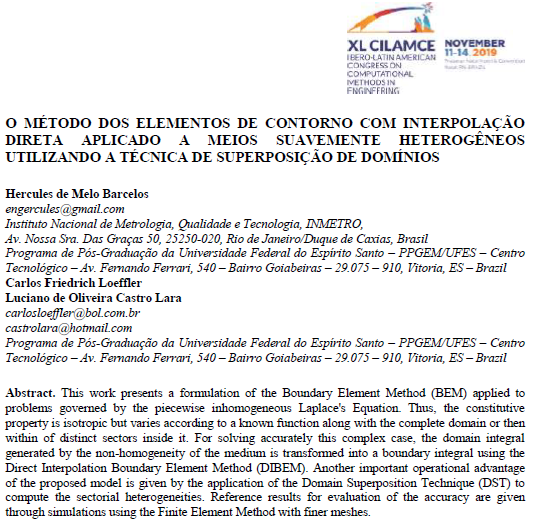 XL CILAMCE
IBERO-LATIN AMERICAN
CONGRESS ON
COMPUTATIONAL
METHODS IN
ENGINEERING
NOVEMBER
11-14, 2019
O MÉTODO DOS ELEMENTOS DE CONTORNO COM INTERPOLAÇÃO
DIRETA APLICADO A MEIOS SUAVEMENTE HETEROGÊNEOS
UTILIZANDO A TÉCNICA DE SUPERPOSIÇÃO DE DOMÍNIOS
Hercules de Melo Barcelos
engercules@gmail.com
Instituto Nacional de Metrologia, Qualidade e Tecnologia, INMETRO,
Av. Nossa Sra. Das Graças 50, 25250-020, Rio de Janeiro/Duque de Caxias, Brasil
Programa de Pós-Graduação da Universidade Federal do Espírito Santo – PPGEM/UFES – Centro
Tecnológico – Av. Fernando Ferrari, 540 – Bairro Goiabeiras – 29.075 – 910, Vitoria, ES – Brazil
Carlos Friedrich Loeffler
Luciano de Oliveira Castro Lara
carlosloeffler@bol.com.br
castrolara@hotmail.com
Programa de Pós-Graduação da Universidade Federal do Espírito Santo – PPGEM/UFES – Centro
Tecnológico – Av. Fernando Ferrari, 540 – Bairro Goiabeiras – 29.075 – 910, Vitoria, ES – Brazil
Abstract. This work presents a formulation of the Boundary Element Method (BEM) applied to
problems governed by the piecewise inhomogeneous Laplace's Equation. Thus, the constitutive
property is isotropic but varies according to a known function along with the complete domain or then
within of distinct sectors inside it. For solving accurately this complex case, the domain integral
generated by the non-homogeneity of the medium is transformed into a boundary integral using the
Direct Interpolation Boundary Element Method (DIBEM). Another important operational advantage
of the proposed model is given by the application of the Domain Superposition Technique (DST) to
compute the sectorial heterogeneities. Reference results for evaluation of the accuracy are given
through simulations using the Finite Element Method with finer meshes.